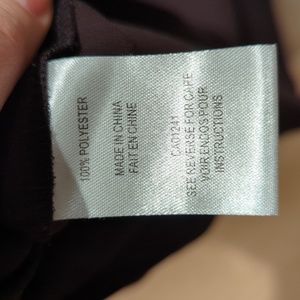 100% POLYESTER
MADE IN CHINA
FAIT EN CHINE
CA01241
SEE REVERSE FOR CARE
VOIR ENDOS POUR
INSTRUCTIONS